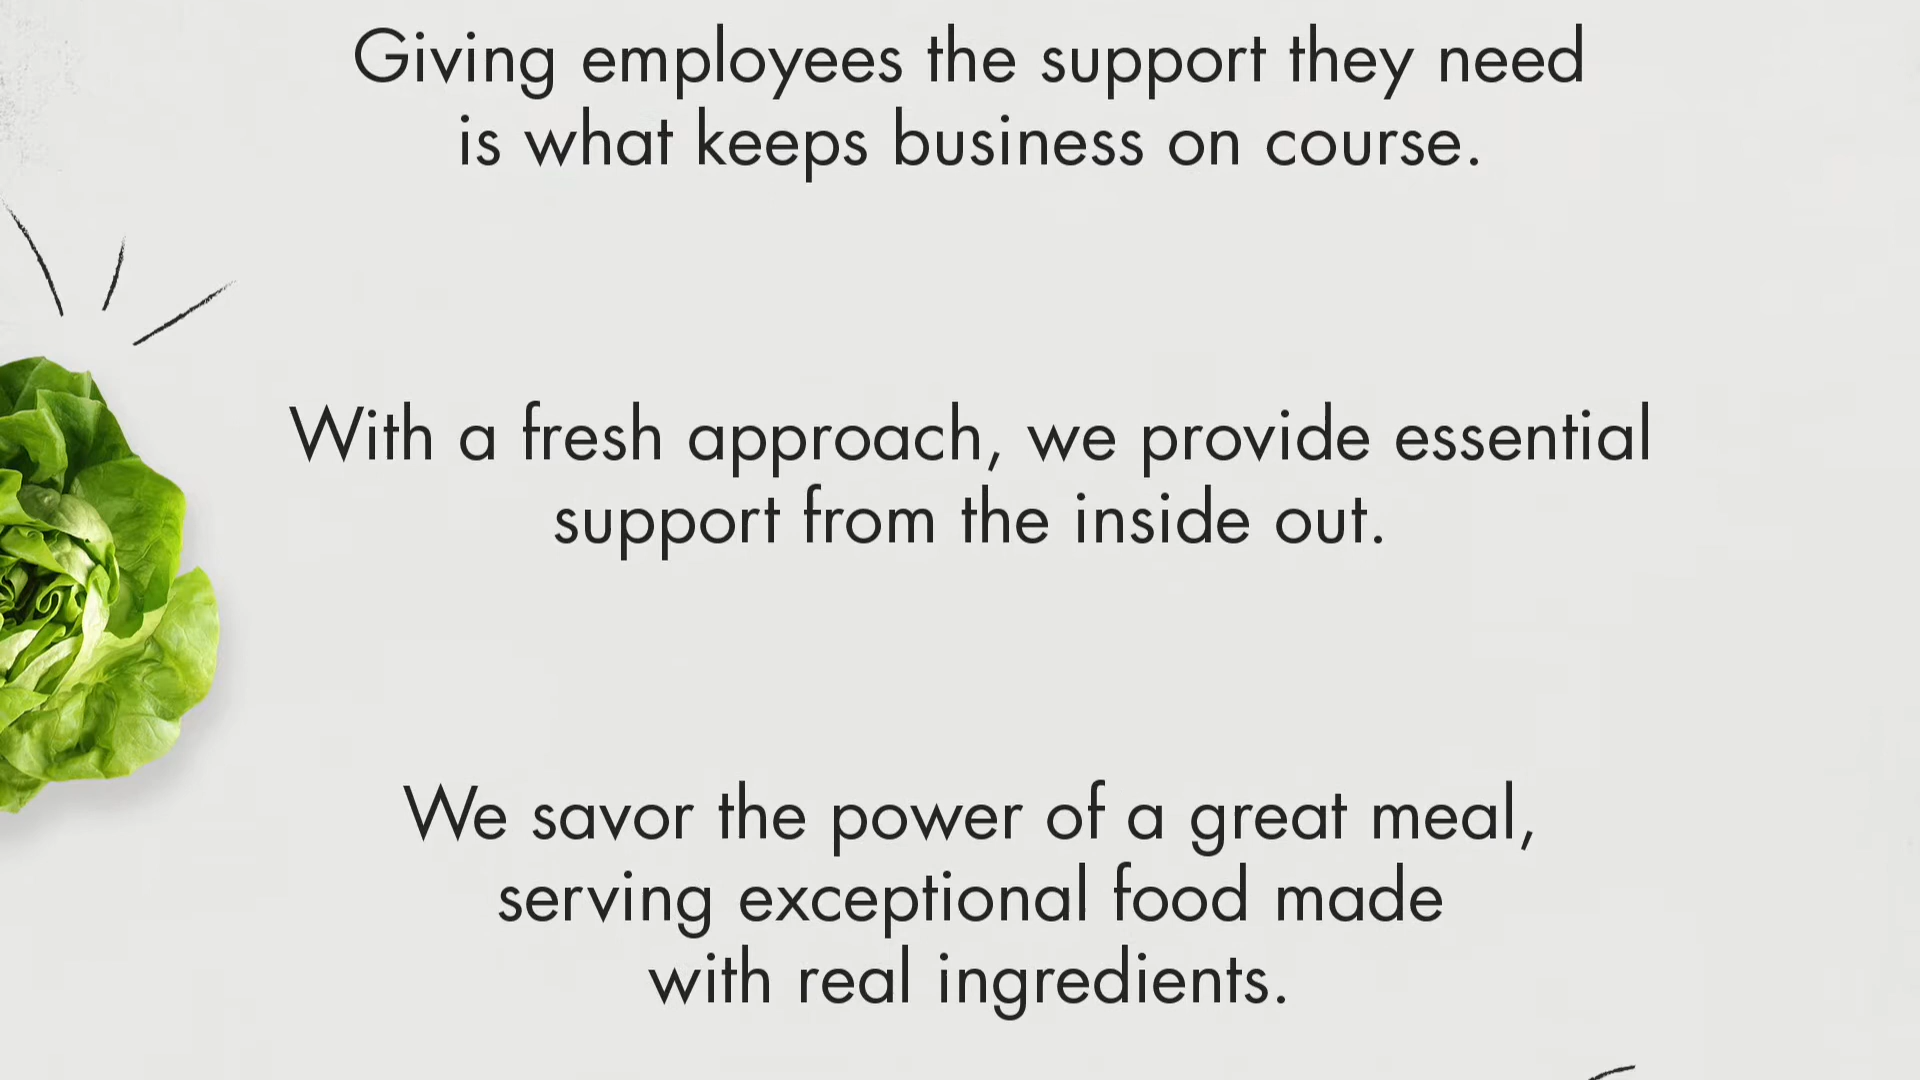 Giving employees the support they need
is what keeps business on course.
With a fresh approach, we provide essential
support from the inside out.
We savor the power of a great meal,
serving exceptional food made
with real ingredients.